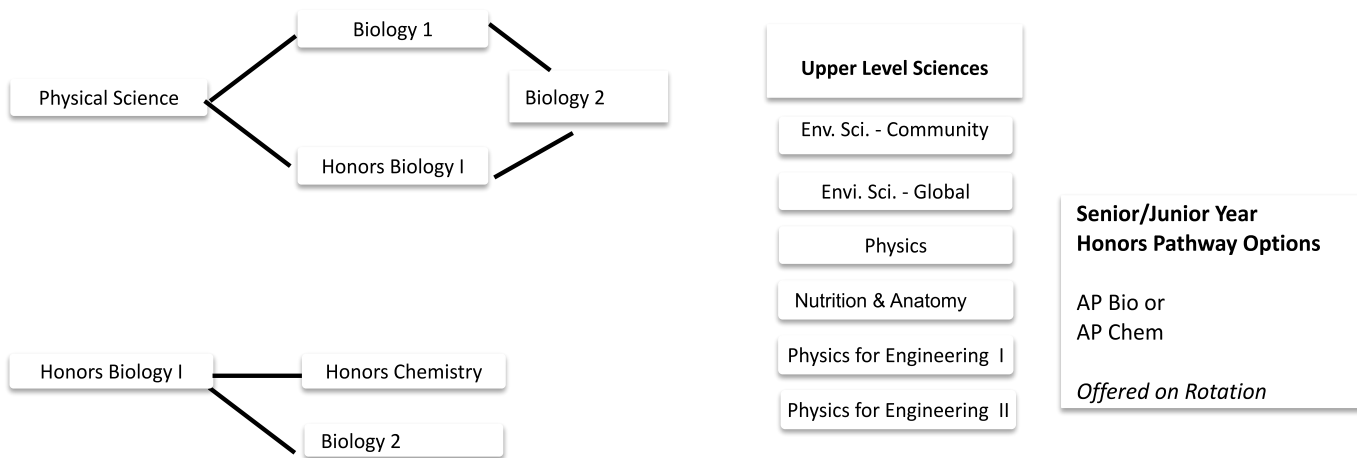 Physical Science
Biology 1
Honors Biology I
Biology 2
Honors Biology I
Honors Chemistry
Biology 2
Upper Level Sciences
Env. Sci. - Community
Envi. Sci. - Global
Physics
Nutrition & Anatomy
Physics for Engineering I
Physics for Engineering II
Senior/Junior Year
Honors Pathway Options
AP Bio or
AP Chem
Offered on Rotation